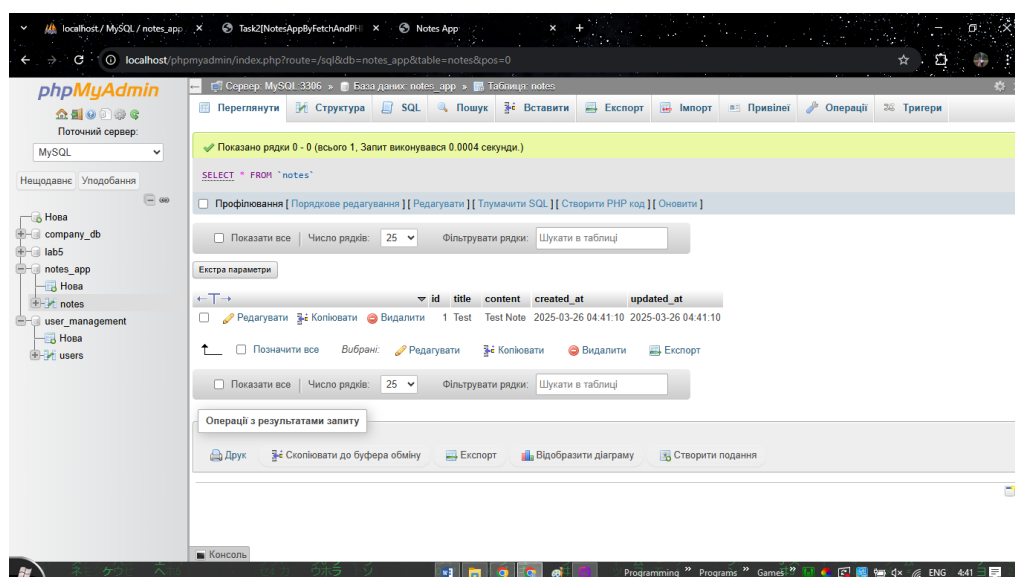 localhost / MySQL / notes_app
Task2[NotesAppByFetchAndPH
Notes App
localhost/phpmyadmin/index.php?route=/sql&db=notes_app&table=notes&pos=0
phpMyAdmin
Поточний сервер:
MySQL
Нещодавнє Уподобання
Нова
company_db
lab5
notes_app
Нова
notes
user_management
Нова
users
Сервер: MySQL:3306 » База даних: notes_app » Таблиця: notes
Переглянути Структура SQL Пошук Вставити Експорт Імпорт Привілеї Операції Тригери
Показано рядки 0 - 0 (всього 1, Запит виконувався 0.0004 секунди.)
SELECT * FROM `notes`
Профілювання [ Порядкове редагування ] [ Редагувати ] [ Тлумачити SQL ] [ Створити PHP код ] [ Оновити ]
Показати все | Число рядків: 25 Фільтрувати рядки: Шукати в таблиці
Екстра параметри
←T→ id title content created_at updated_at
Редагувати Копіювати Видалити 1 Test Test Note 2025-03-26 04:41:10 2025-03-26 04:41:10
Позначити все Вибрані: Редагувати Копіювати Видалити Експорт
Показати все | Число рядків: 25 Фільтрувати рядки: Шукати в таблиці
Операції з результатами запиту
Друк Скопіювати до буфера обміну Експорт Відобразити діаграму Створити подання
Консоль
Programming » Programs » Games » ENG 4:41